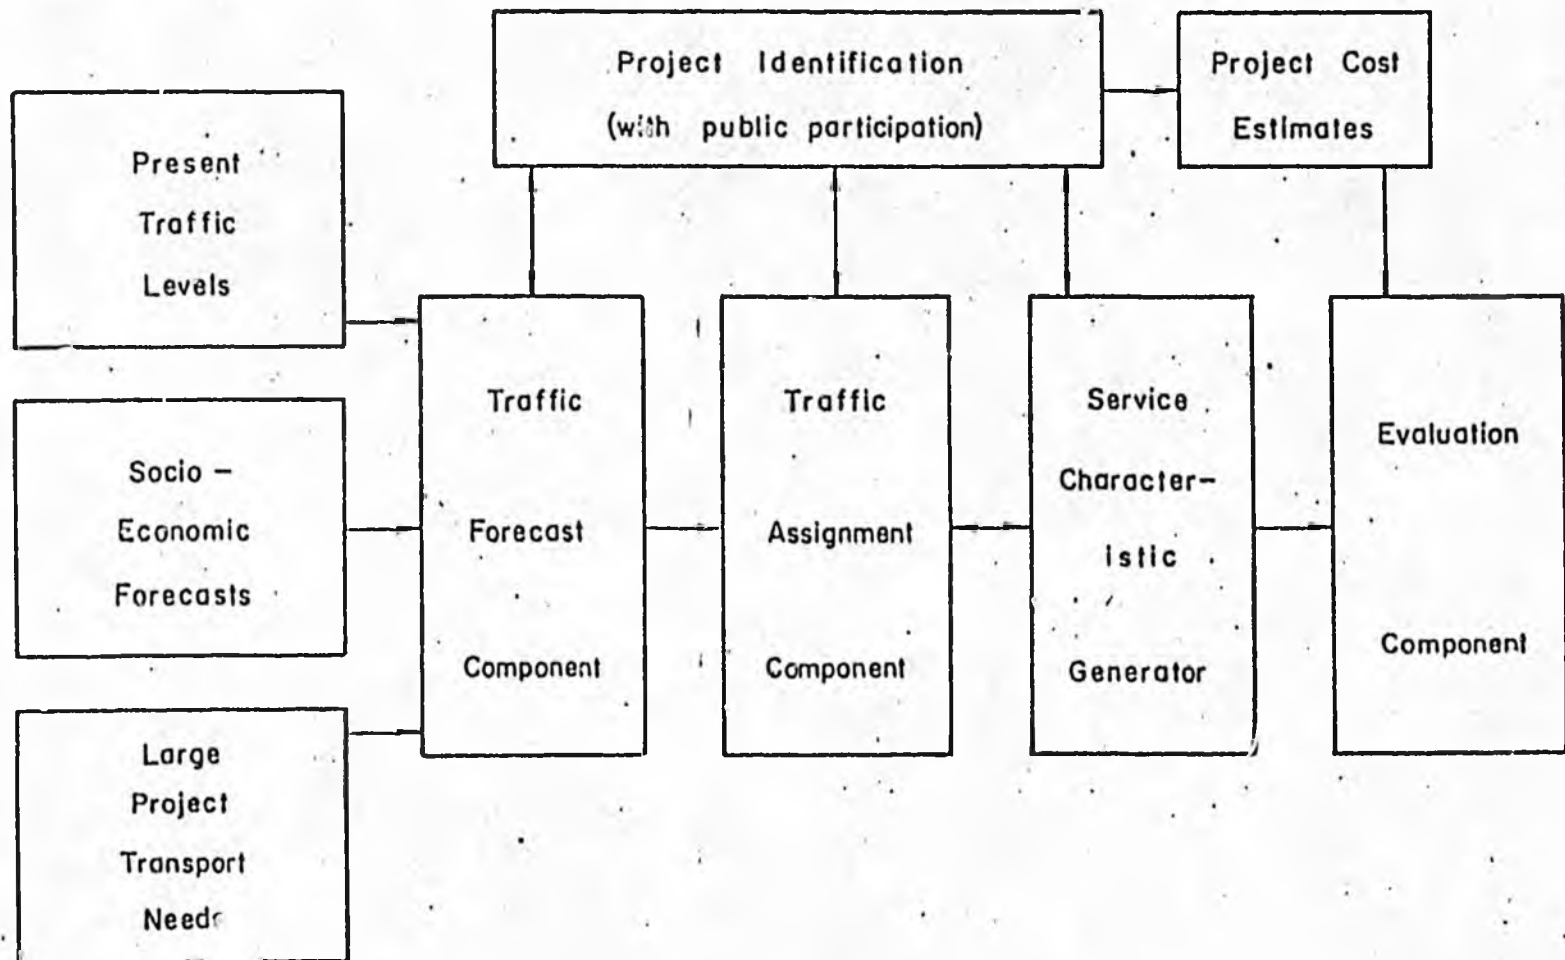 Project Identification
(with public participation)
Project Cost
Estimates
Present
Traffic
Levels
Socio –
Economic
Forecasts
Large
Project
Transport
Needs
Traffic
Forecast
Component
Traffic
Assignment
Component
Service
Character-
istic
Generator
Evaluation
Component